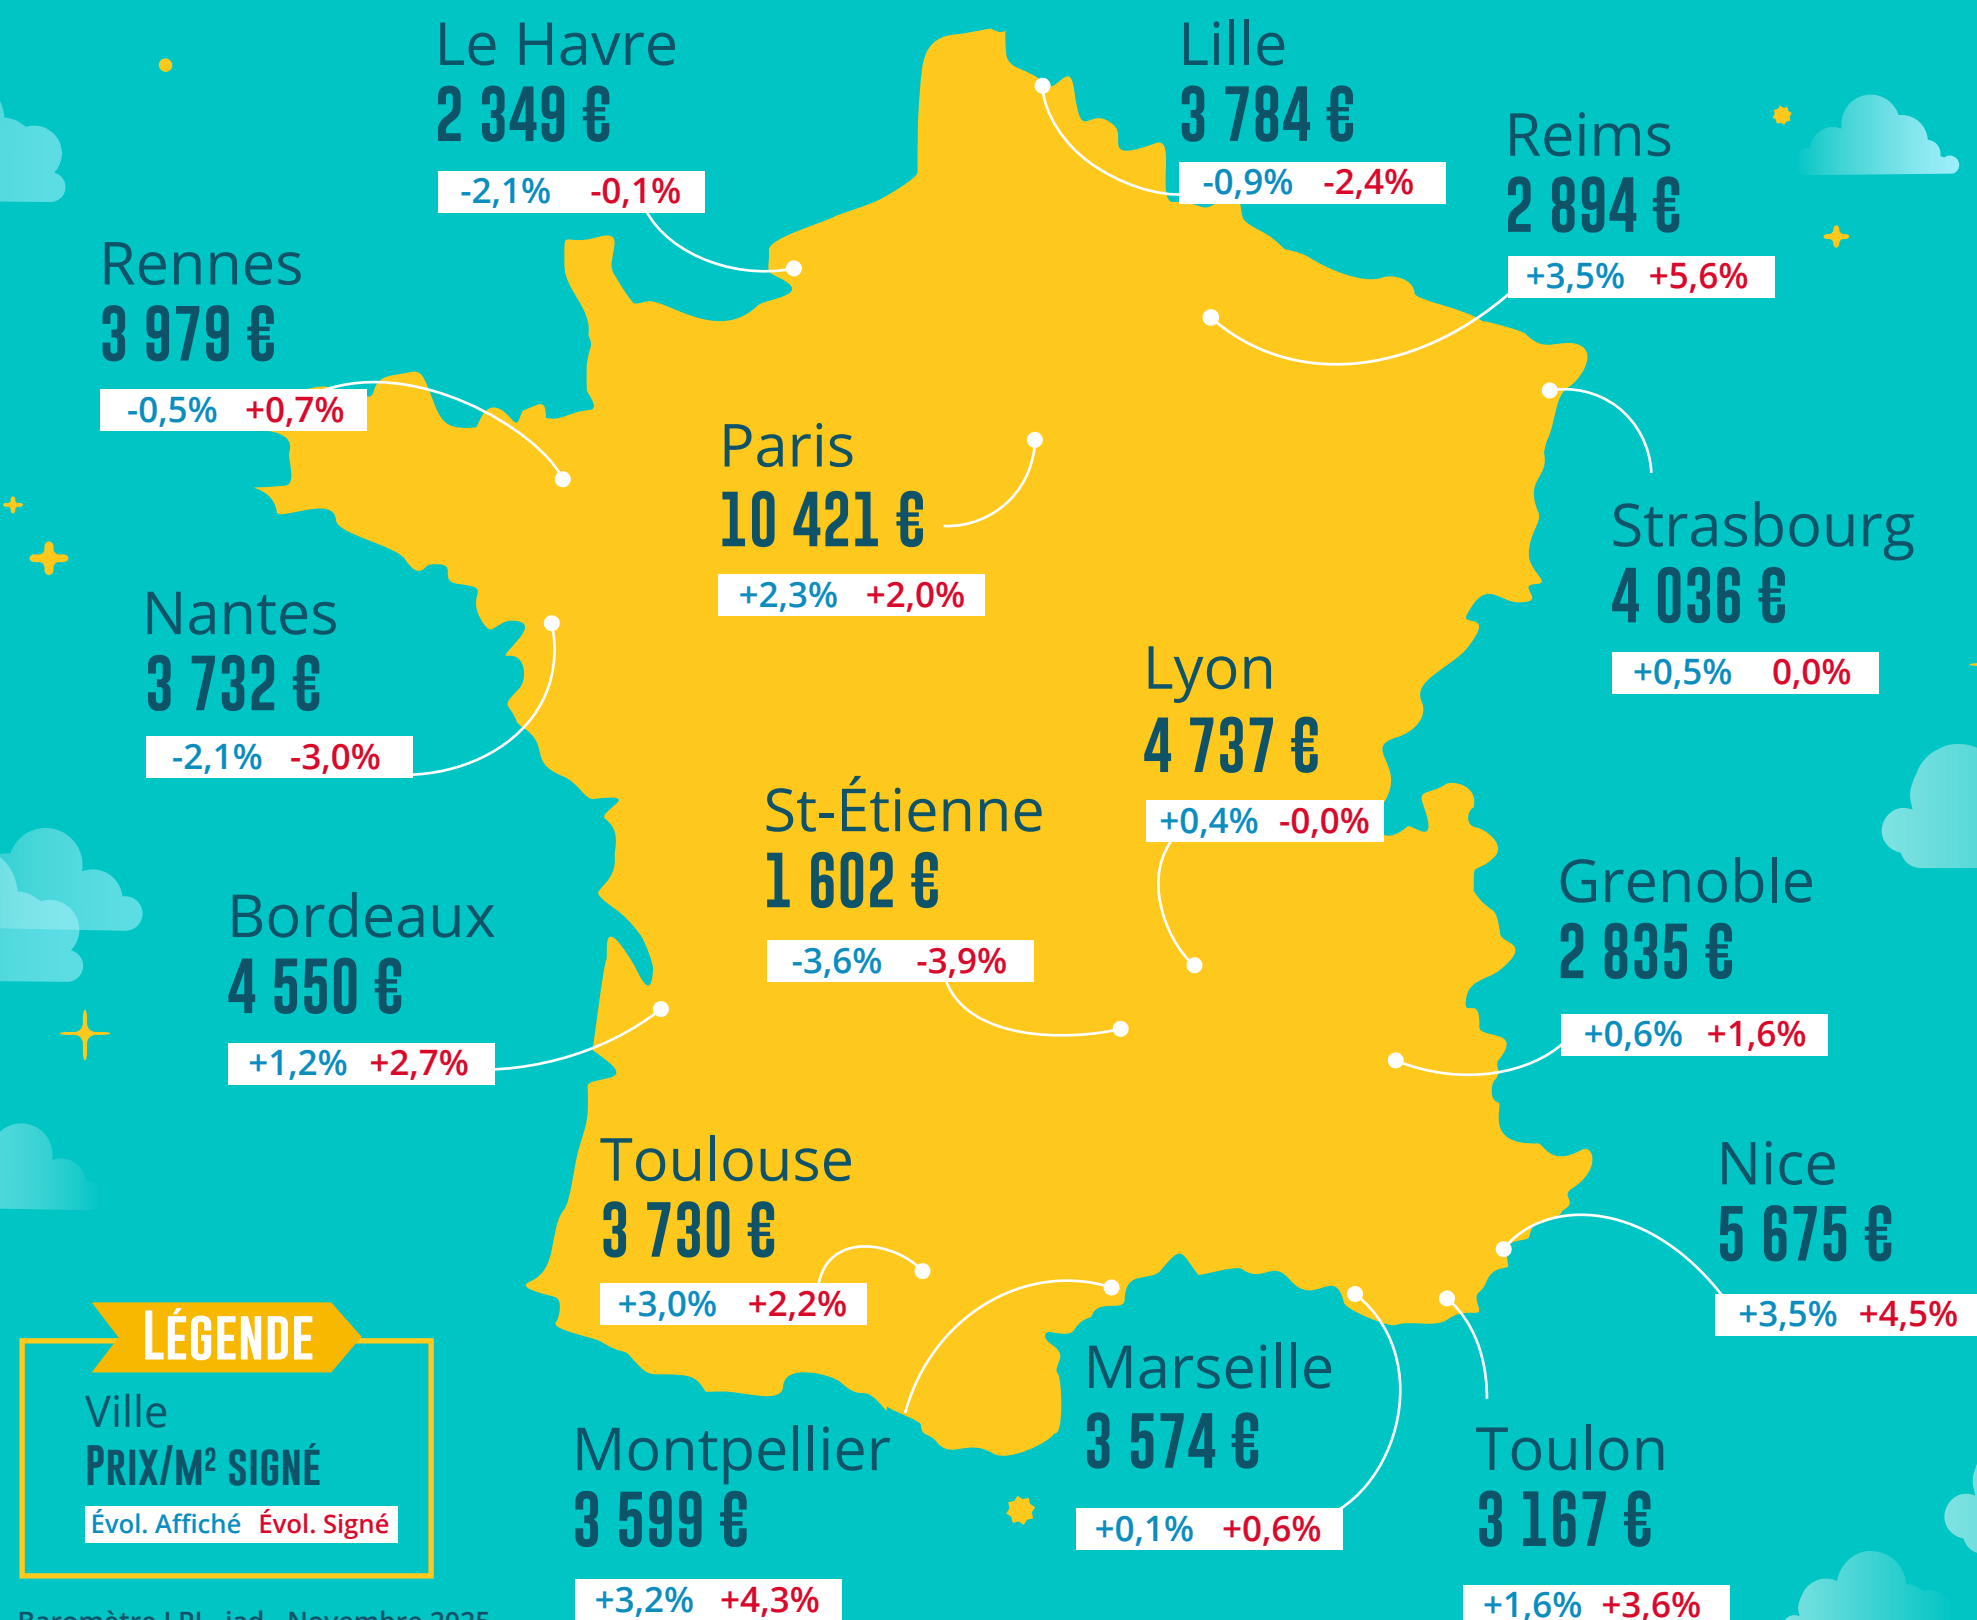 Le Havre
2 349 €
-2,1% -0,1%
Lille
3 784 €
-0,9% -2,4%
Reims
2 894 €
+3,5% +5,6%
Rennes
3 979 €
-0,5% +0,7%
Paris
10 421 €
+2,3% +2,0%
Strasbourg
4 036 €
+0,5% 0,0%
Nantes
3 732 €
-2,1% -3,0%
Lyon
4 737 €
+0,4% -0,0%
St-Étienne
1 602 €
-3,6% -3,9%
Grenoble
2 835 €
+0,6% +1,6%
Bordeaux
4 550 €
+1,2% +2,7%
Toulouse
3 730 €
+3,0% +2,2%
Nice
5 675 €
+3,5% +4,5%
Marseille
3 574 €
+0,1% +0,6%
Montpellier
3 599 €
+3,2% +4,3%
Toulon
3 167 €
+1,6% +3,6%
LÉGENDE
Ville
PRIX/M² SIGNÉ
Évol. Affiché Évol. Signé
Baromètre LPI - iad - Novembre 2025